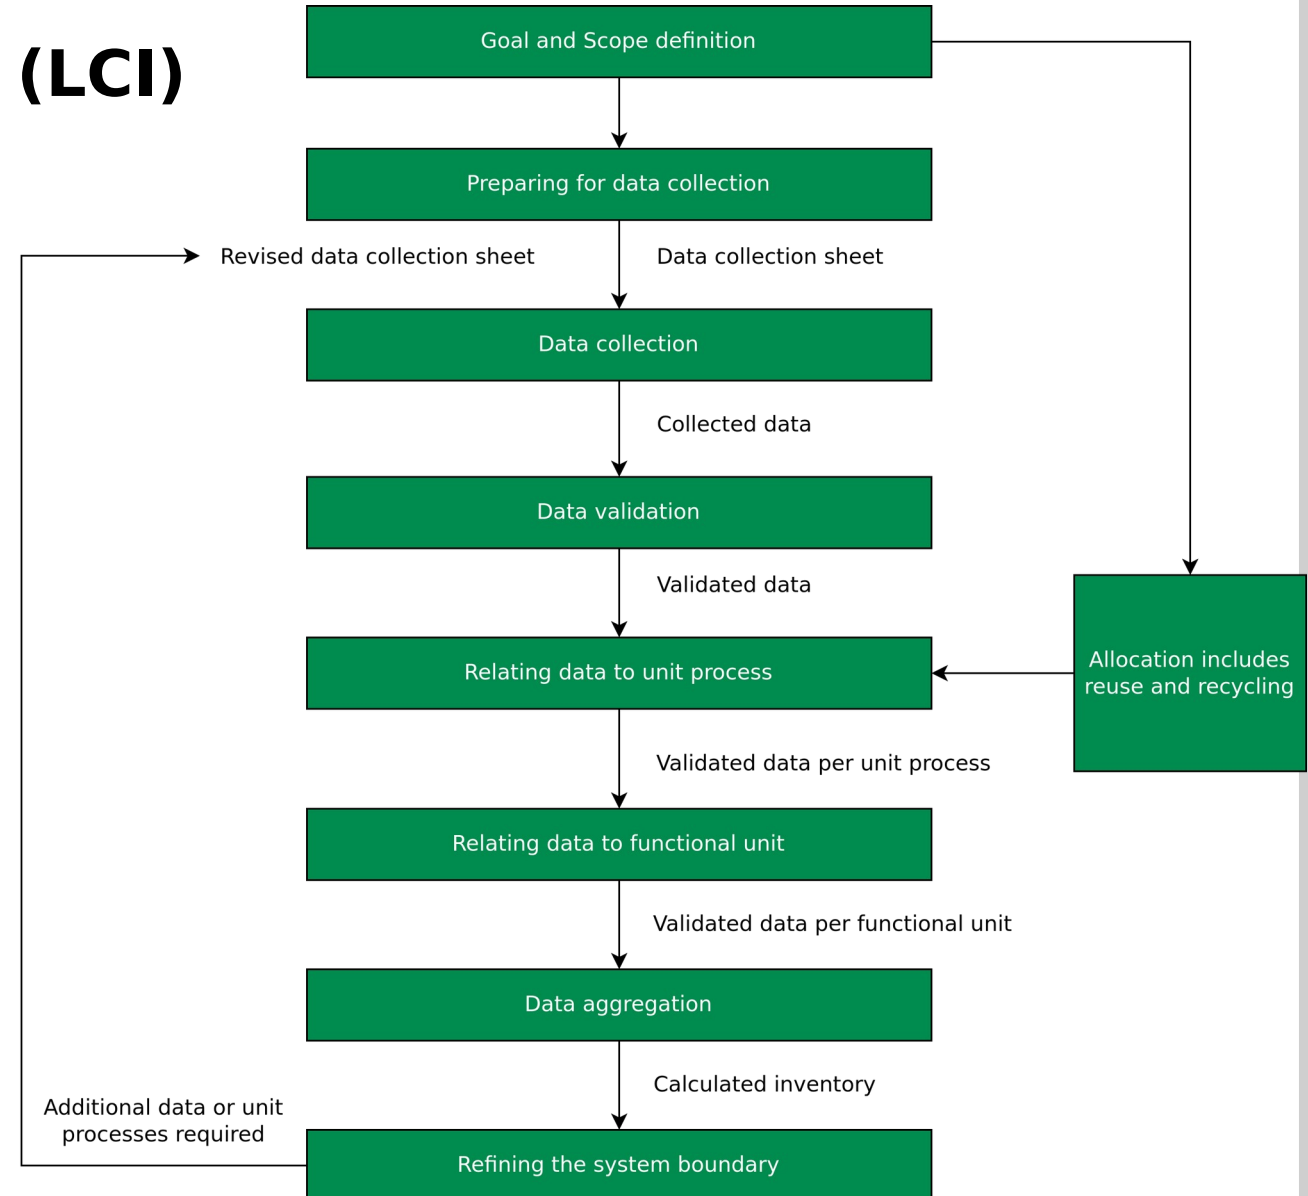 (LCI)
Goal and Scope definition
Preparing for data collection
Revised data collection sheet
Data collection sheet
Data collection
Collected data
Data validation
Validated data
Relating data to unit process
Allocation includes
reuse and recycling
Validated data per unit process
Relating data to functional unit
Validated data per functional unit
Data aggregation
Calculated inventory
Additional data or unit
processes required
Refining the system boundary